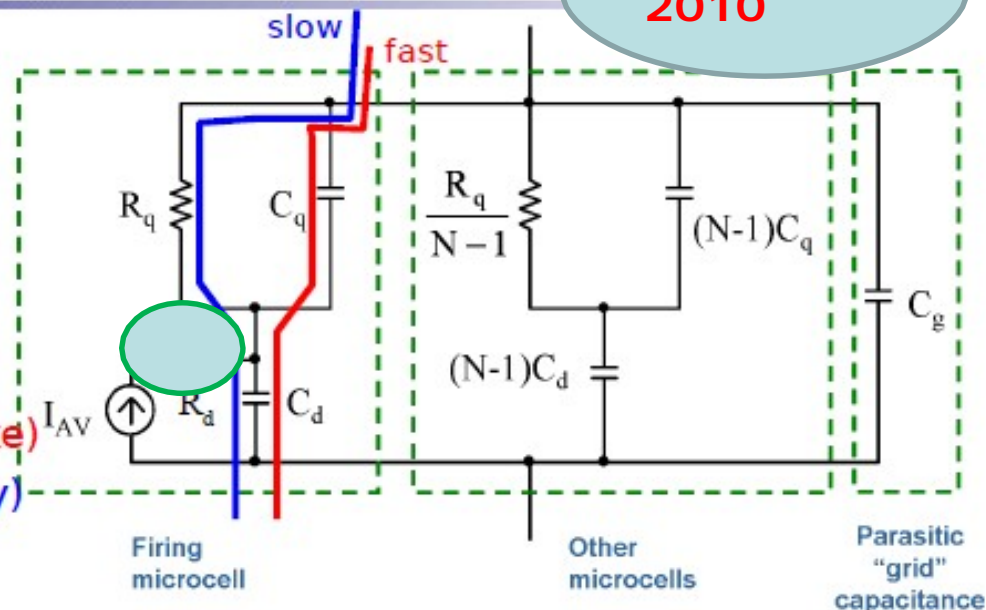 2010
slow
fast
Rq
Cq
Rq
N−1
(N-1)Cq
Cg
(N-1)Cd
IAV
Rd
Cd
Firing
microcell
Other
microcells
Parasitic
“grid”
capacitance